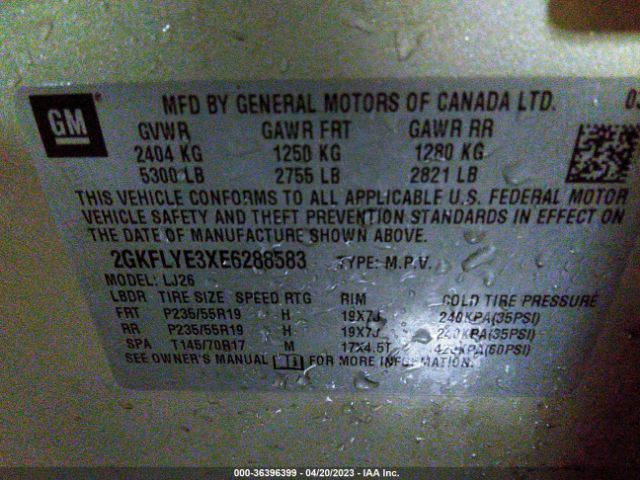 GM ®
MFD BY GENERAL MOTORS OF CANADA LTD.
GVWR GAWR FRT GAWR RR
2404 KG 1250 KG 1280 KG
5300 LB 2755 LB 2821 LB
THIS VEHICLE CONFORMS TO ALL APPLICABLE U.S. FEDERAL MOTOR
VEHICLE SAFETY AND THEFT PREVENTION STANDARDS IN EFFECT ON
THE DATE OF MANUFACTURE SHOWN ABOVE.
2GKFLYE3XE6288583 TYPE: M.P.V.
MODEL: LJ26
LBDR TIRE SIZE SPEED RTG RIM COLD TIRE PRESSURE
FRT P235/55R19 H 19X7J 240KPA(35PSI)
RR P235/55R19 H 19X7J 240KPA(35PSI)
SPA T145/70R17 M 17X4.5T 420KPA(60PSI)
SEE OWNER'S MANUAL FOR MORE INFORMATION.
000-36396399 - 04/20/2023 - IAA Inc.